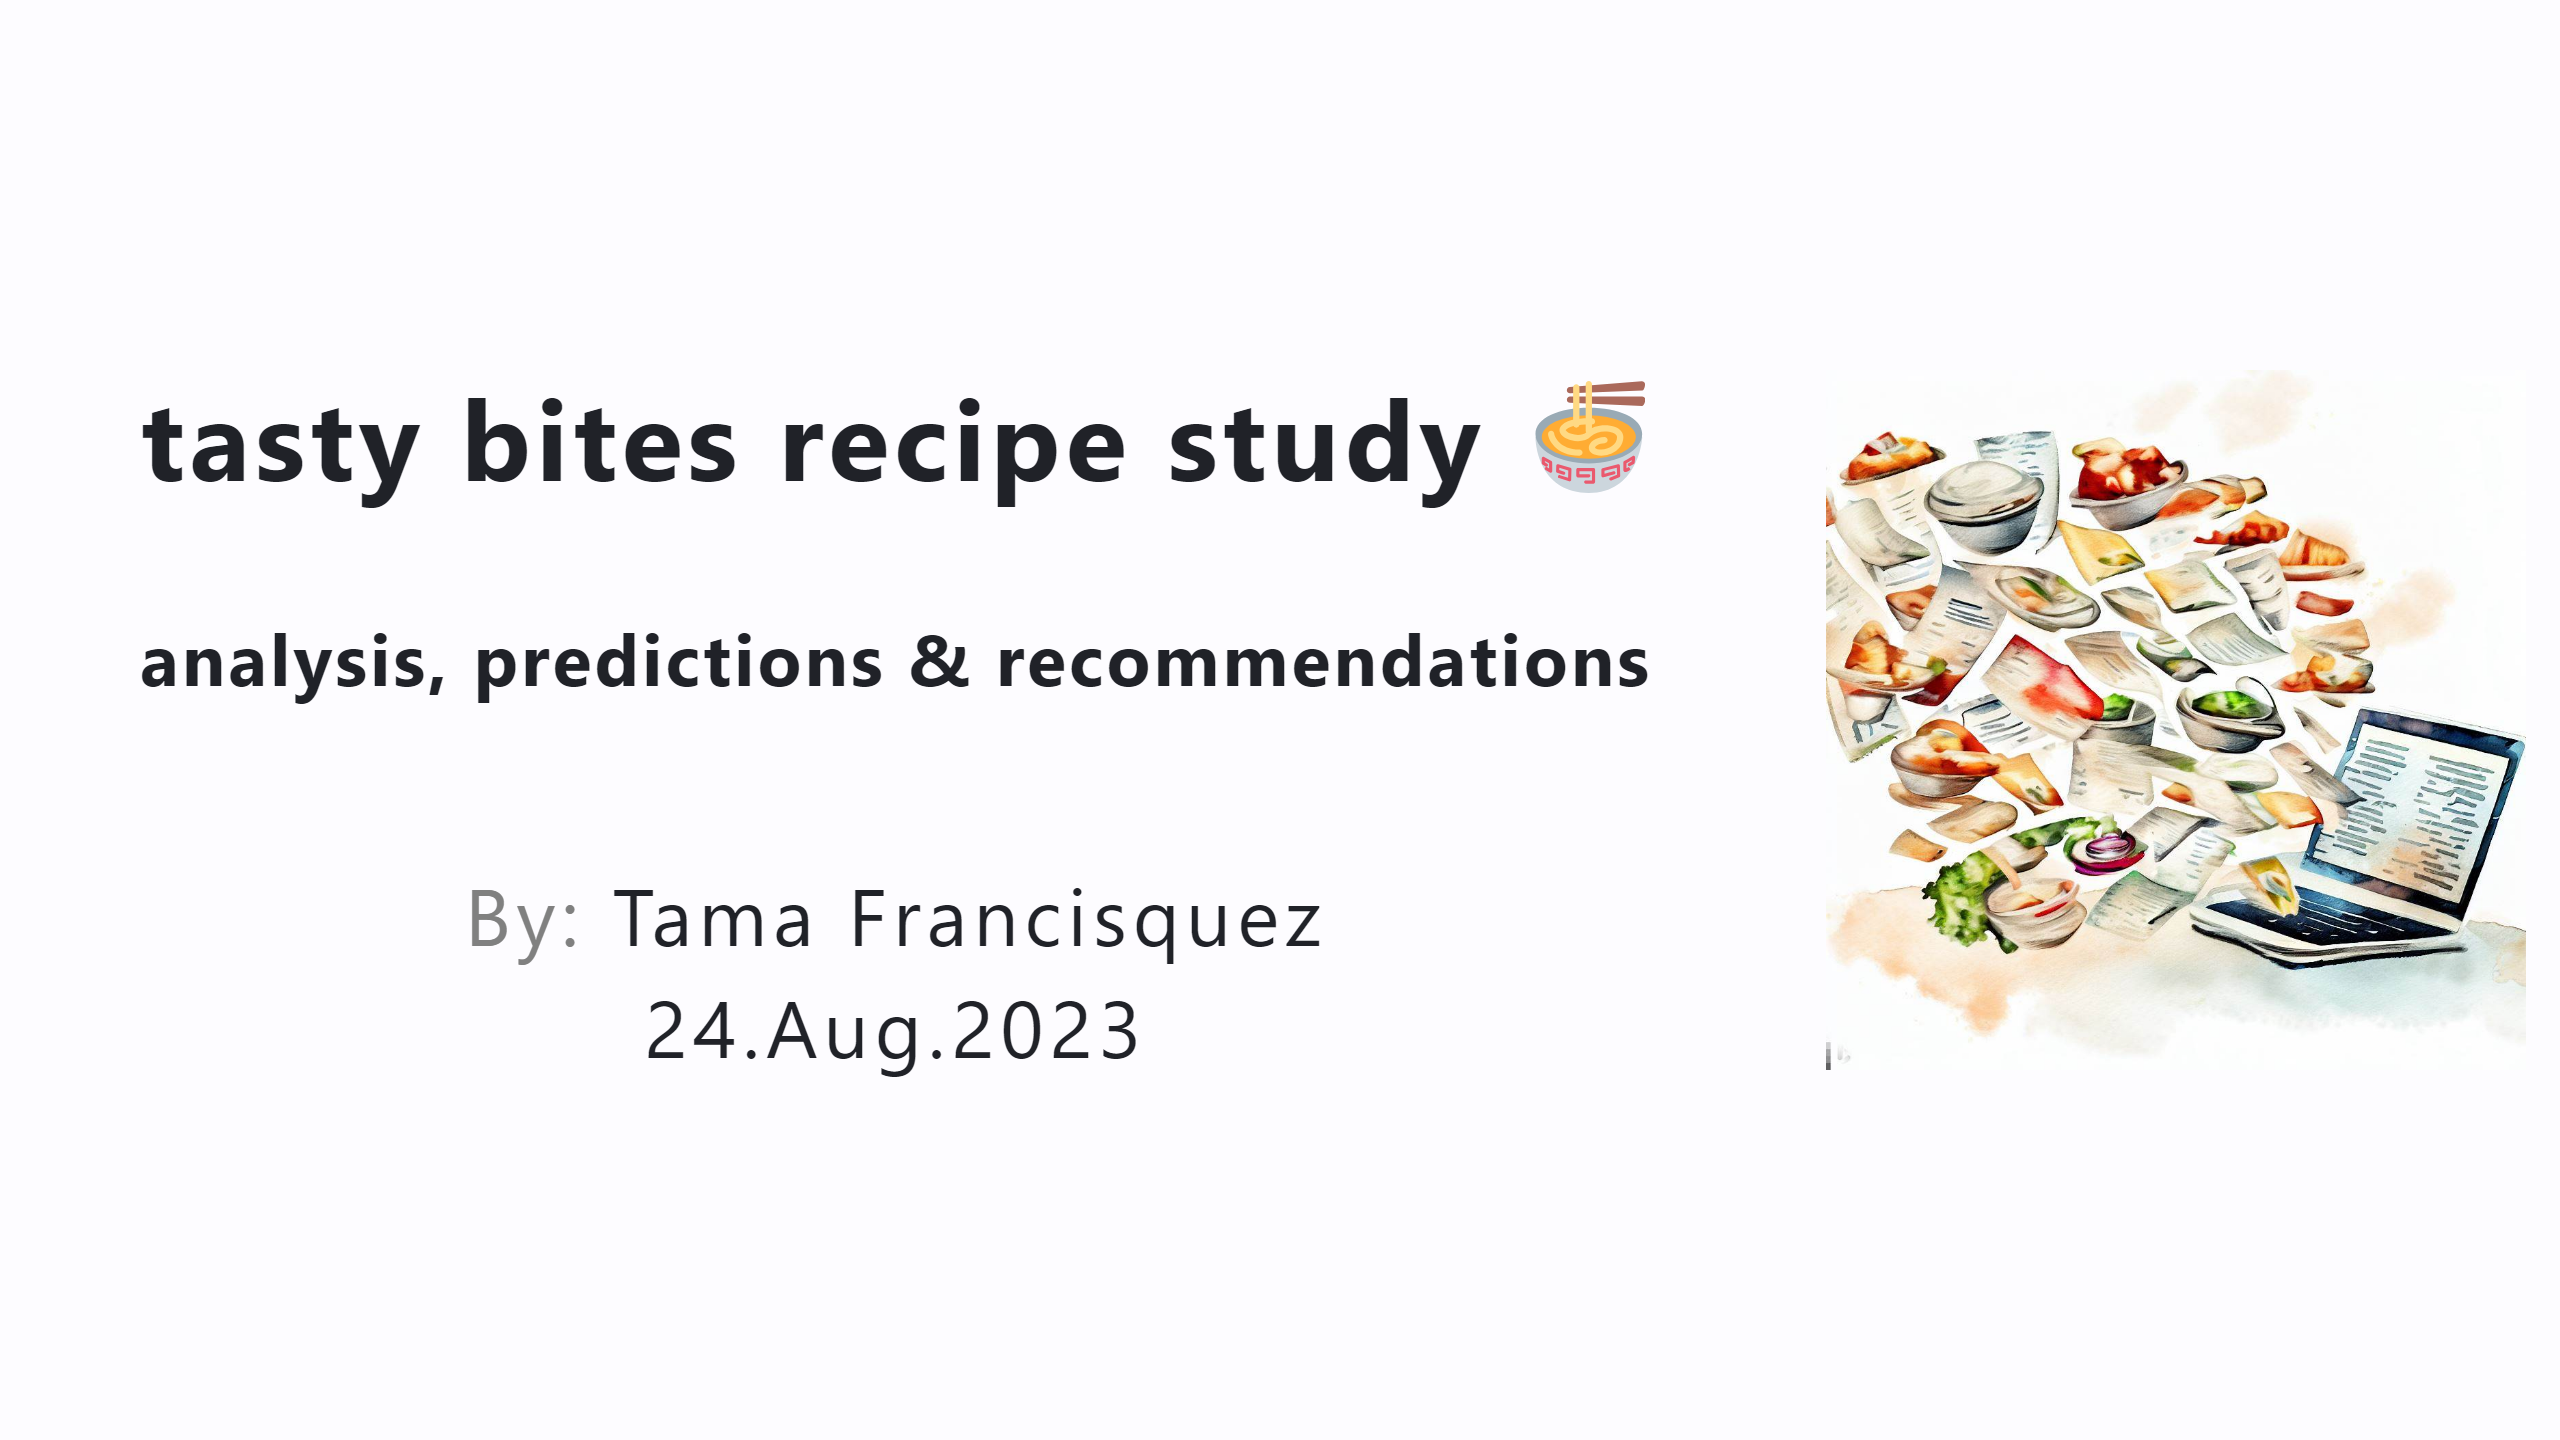 tasty bites recipe study 🍜
analysis, predictions & recommendations
By: Tama Francisquez
24.Aug.2023